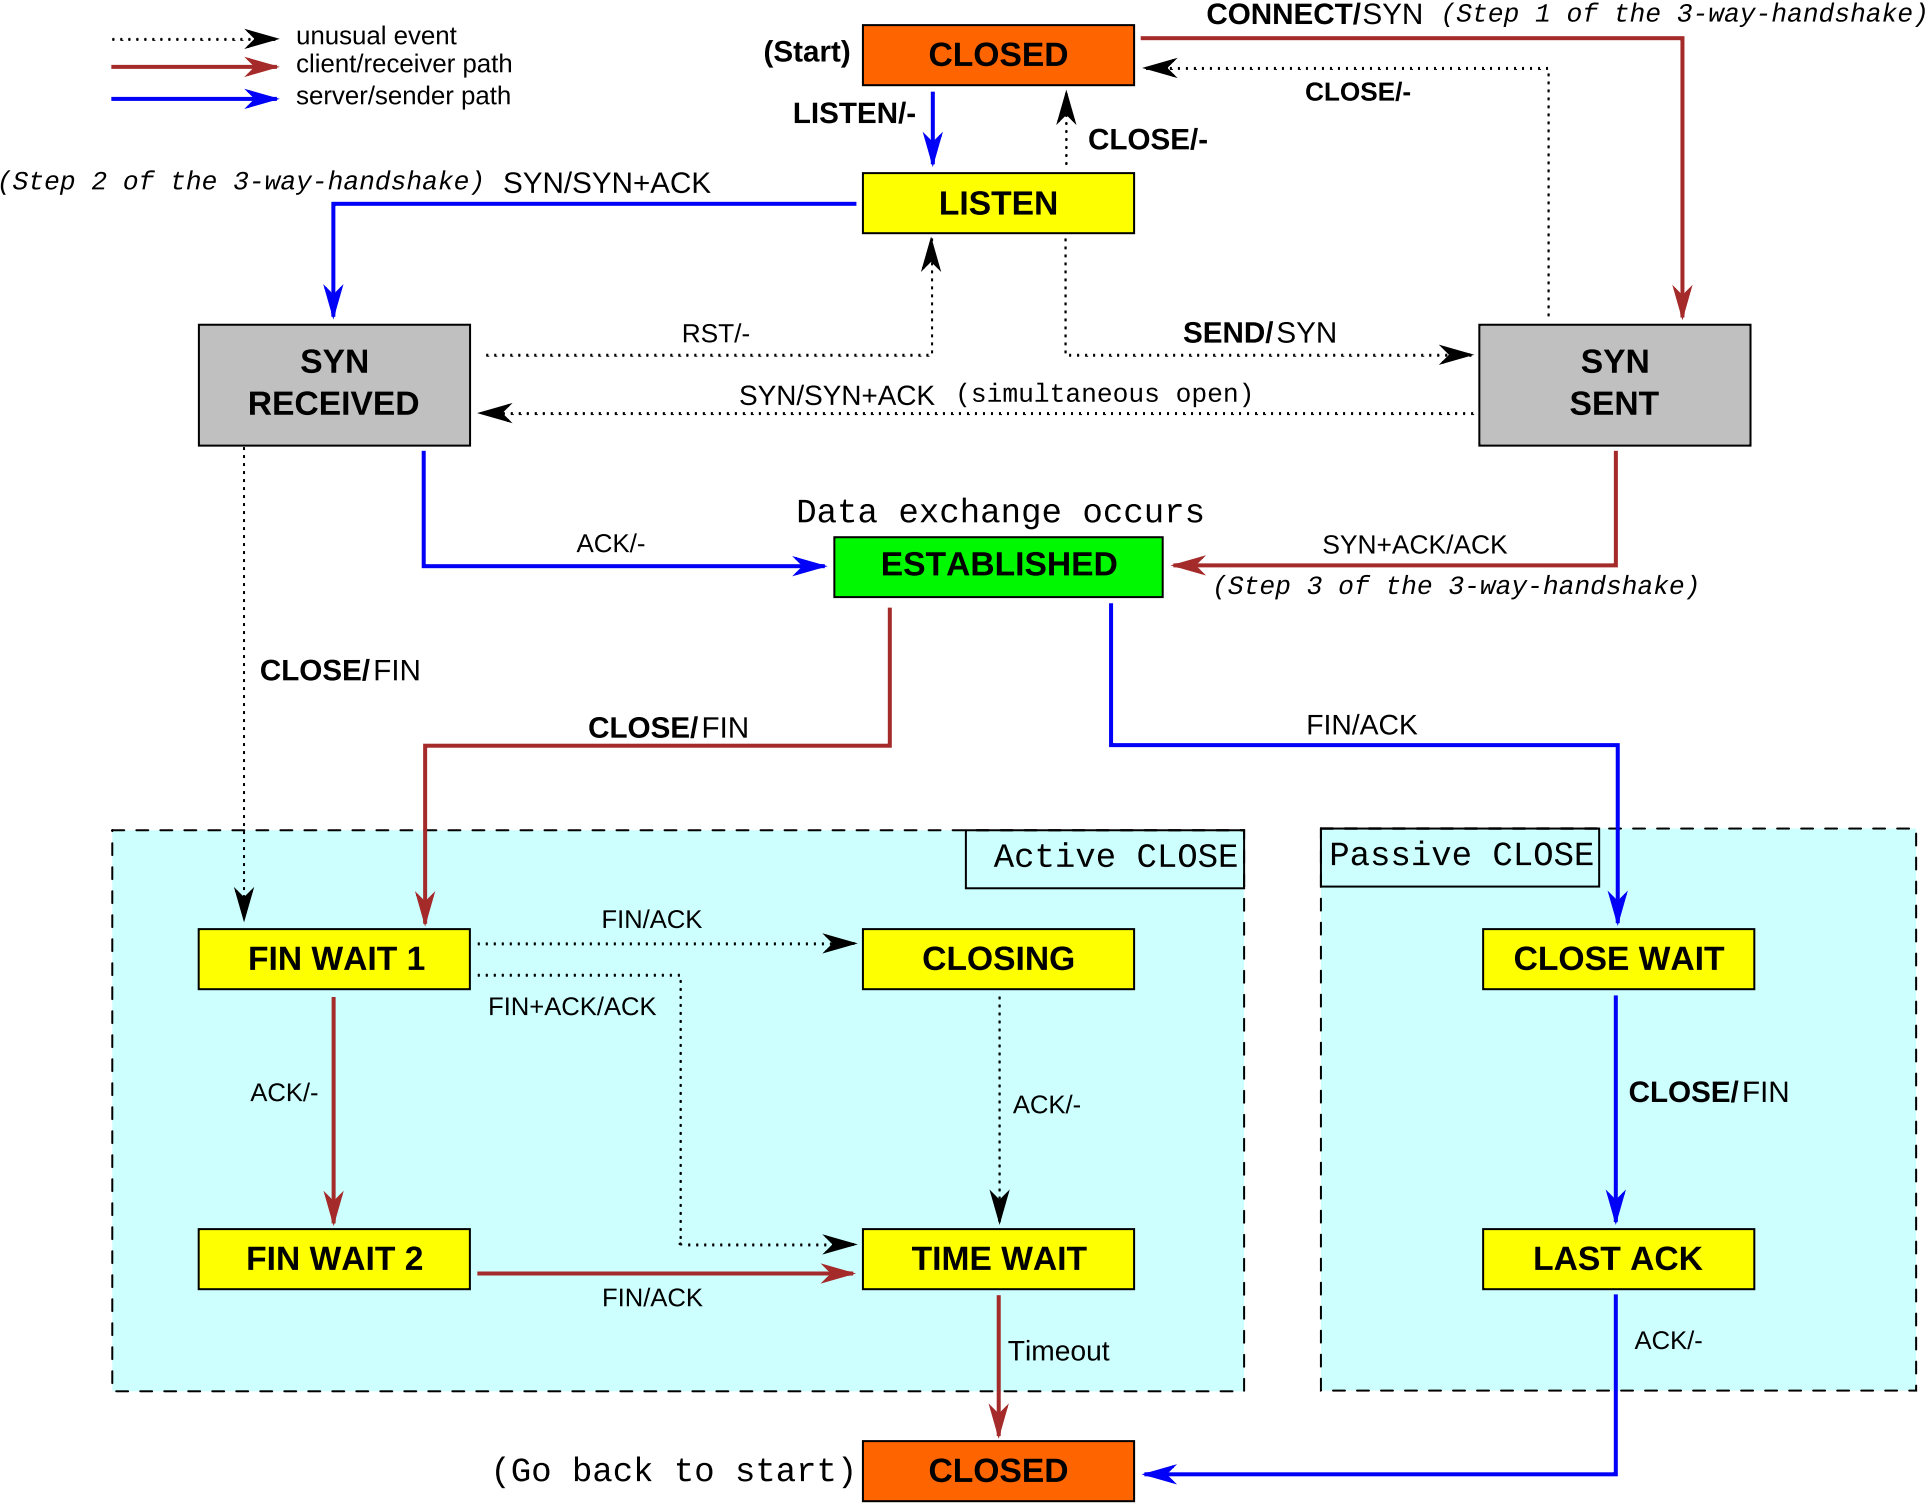 CONNECT/SYN (Step 1 of the 3-way-handshake)
unusual event
client/receiver path
server/sender path
(Start)
CLOSED
CLOSE/-
LISTEN/-
CLOSE/-
(Step 2 of the 3-way-handshake) SYN/SYN+ACK
LISTEN
RST/-
SEND/SYN
SYN
RECEIVED
SYN
SENT
SYN/SYN+ACK (simultaneous open)
Data exchange occurs
ACK/-
ESTABLISHED
SYN+ACK/ACK
(Step 3 of the 3-way-handshake)
CLOSE/FIN
CLOSE/FIN
FIN/ACK
Active CLOSE
Passive CLOSE
FIN/ACK
FIN WAIT 1
CLOSING
CLOSE WAIT
FIN+ACK/ACK
ACK/-
ACK/-
CLOSE/FIN
FIN WAIT 2
TIME WAIT
LAST ACK
FIN/ACK
Timeout
ACK/-
(Go back to start)
CLOSED